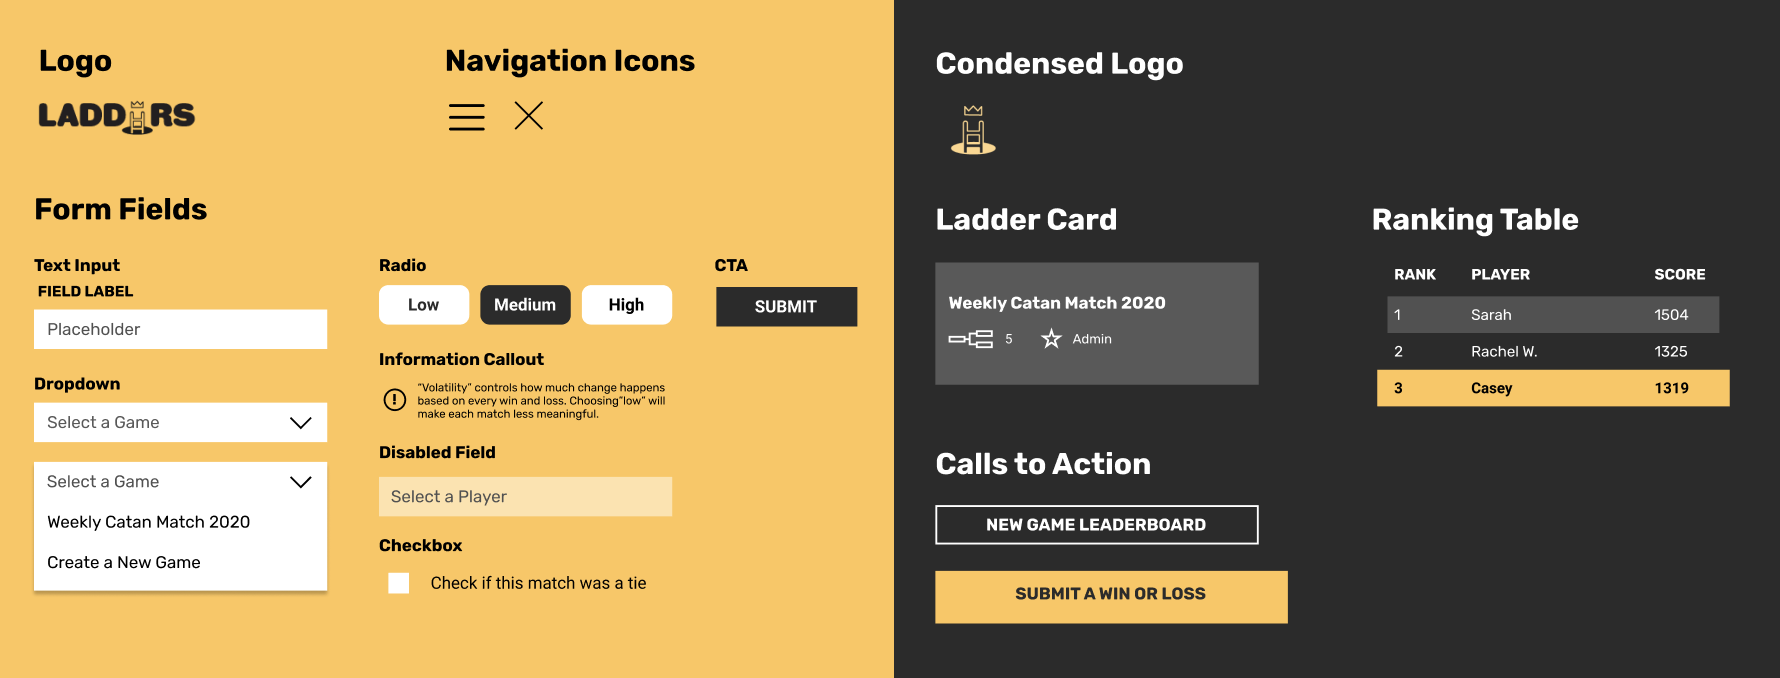 Logo
LADDERS
Navigation Icons
Form Fields
Text Input
FIELD LABEL
Placeholder
Dropdown
Select a Game
Select a Game
Weekly Catan Match 2020
Create a New Game
Radio
Low Medium High
Information Callout
"Volatility" controls how much change happens
based on every win and loss. Choosing"low" will
make each match less meaningful.
Disabled Field
Select a Player
Checkbox
Check if this match was a tie
CTA
SUBMIT
Condensed Logo
Ladder Card
Weekly Catan Match 2020
5 Admin
Ranking Table
RANK PLAYER SCORE
1 Sarah 1504
2 Rachel W. 1325
3 Casey 1319
Calls to Action
NEW GAME LEADERBOARD
SUBMIT A WIN OR LOSS